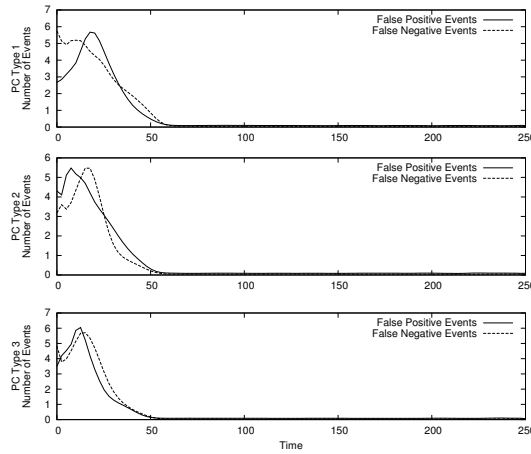 7
6
5
4
3
2
1
0
PC Type 1
Number of Events
False Positive Events
False Negative Events
0 50 100 150 200 250
6
5
4
3
2
1
0
PC Type 2
Number of Events
False Positive Events
False Negative Events
0 50 100 150 200 250
7
6
5
4
3
2
1
0
PC Type 3
Number of Events
False Positive Events
False Negative Events
0 50 100 150 200 250
Time